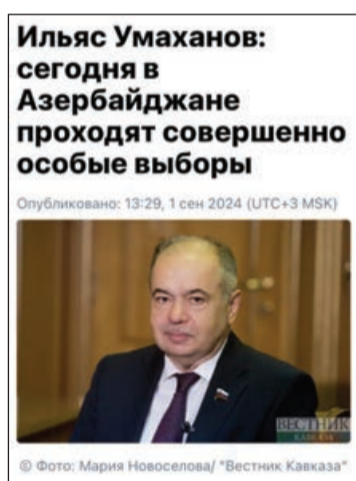 Ильяс Умаханов:
сегодня в
Азербайджане
проходят совершенно
особые выборы
Опубликовано: 13:29, 1 сен 2024 (UTC+3 MSK)
ВЕСТНИК
КАВКАЗА
© Фото: Мария Новоселова/ "Вестник Кавказа"